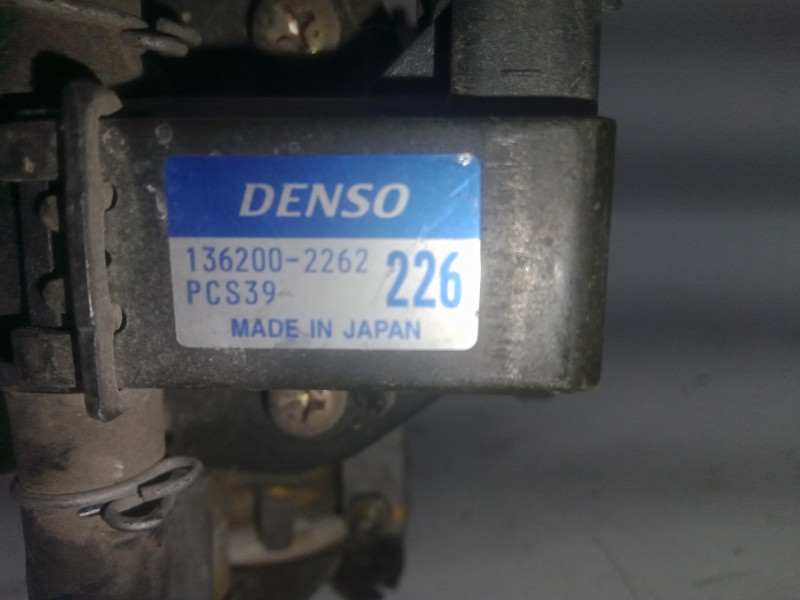 DENSO
136200-2262 226
PCS39
MADE IN JAPAN